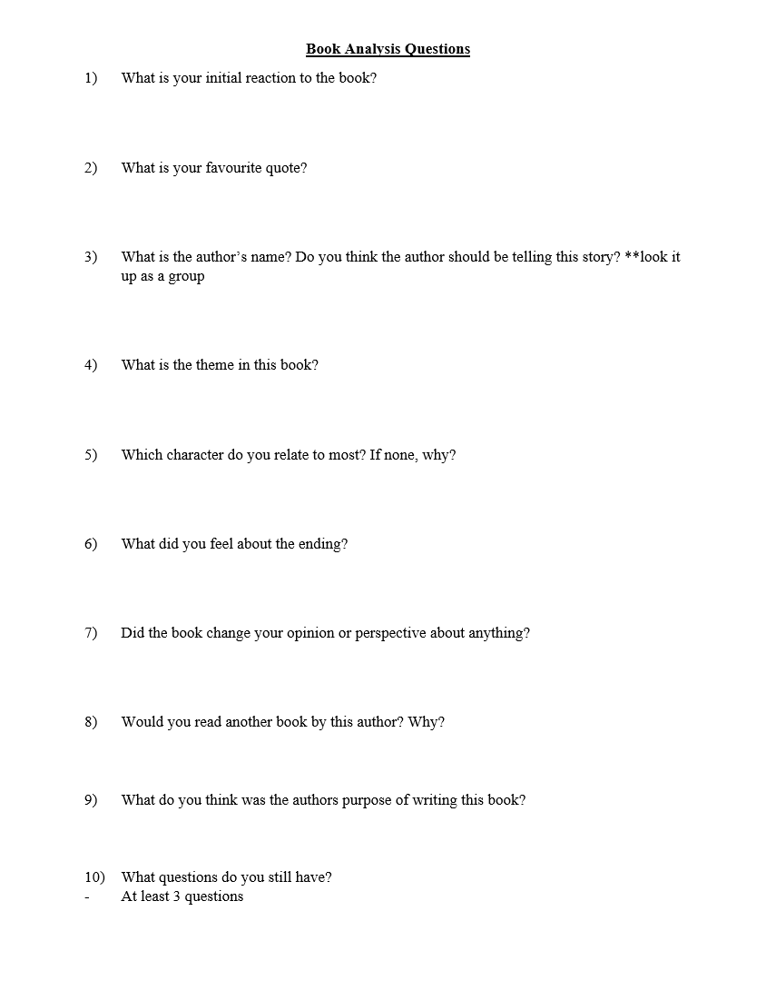 Book Analysis Questions
1) What is your initial reaction to the book?
2) What is your favourite quote?
3) What is the author’s name? Do you think the author should be telling this story? **look it
up as a group
4) What is the theme in this book?
5) Which character do you relate to most? If none, why?
6) What did you feel about the ending?
7) Did the book change your opinion or perspective about anything?
8) Would you read another book by this author? Why?
9) What do you think was the authors purpose of writing this book?
10) What questions do you still have?
- At least 3 questions